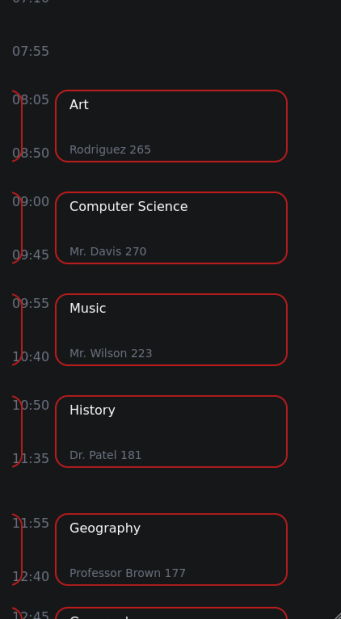 07:55
08:05
Art
08:50
Rodriguez 265
09:00
Computer Science
09:45
Mr. Davis 270
09:55
Music
10:40
Mr. Wilson 223
10:50
History
11:35
Dr. Patel 181
11:55
Geography
12:40
Professor Brown 177
12:45